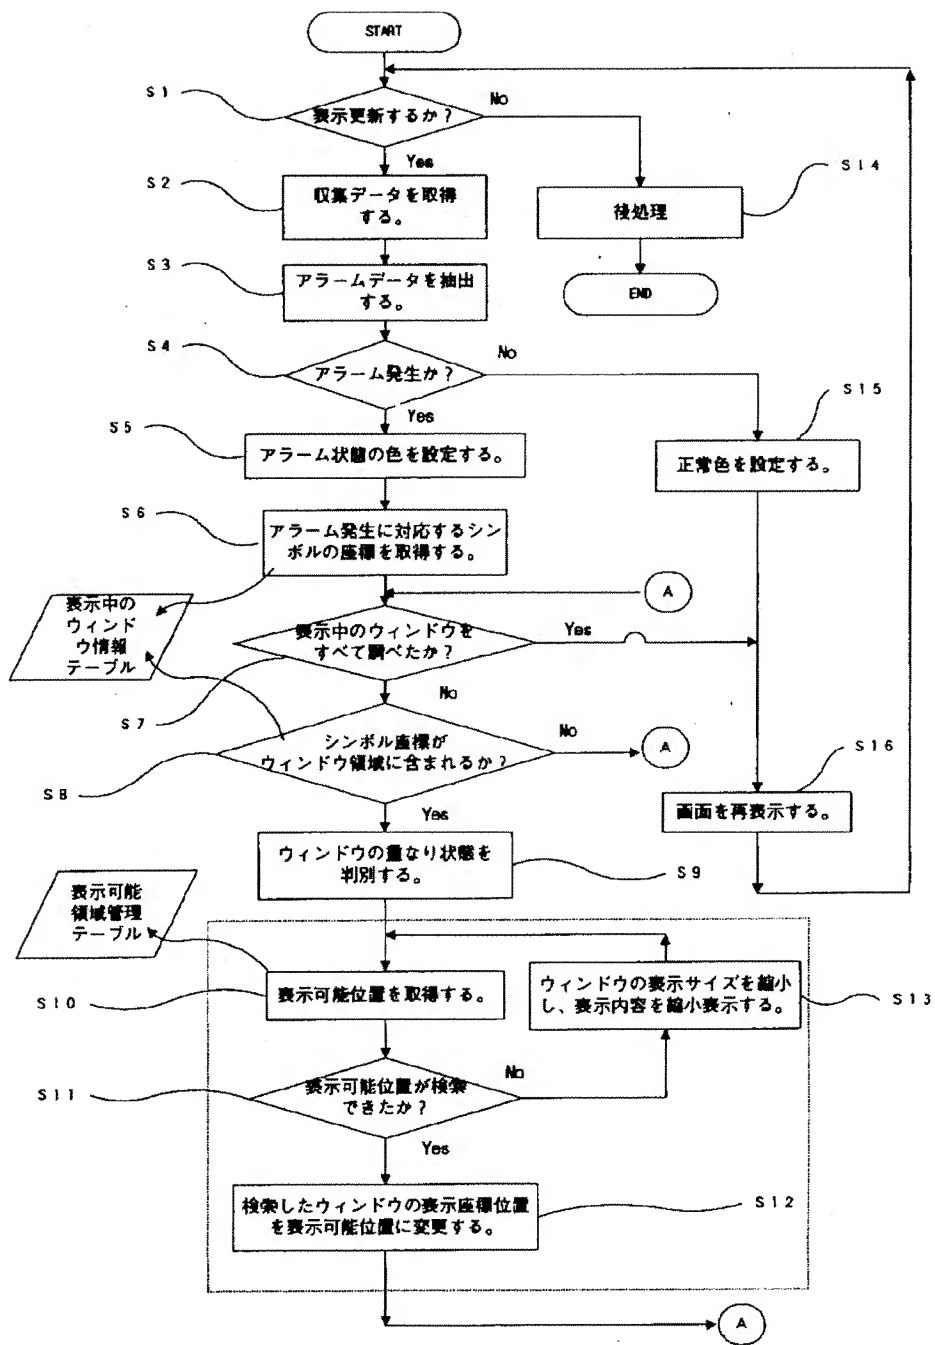 START
S1
表示更新するか？
No
Yes
S2
収集データを取得
する。
S14
後処理
S3
アラームデータを抽出
する。
END
S4
アラーム発生か？
No
Yes
S5
アラーム状態の色を設定する。
S15
正常色を設定する。
S6
アラーム発生に対応するシン
ボルの座標を取得する。
A
表示中の
ウィンド
ウ情報
テーブル
表示中のウィンドウを
すべて調べたか？
Yes
S7
No
シンボル座標が
ウィンドウ領域に含まれるか？
No
A
S8
Yes
S16
画面を再表示する。
ウィンドウの重なり状態を
判別する。
S9
表示可能
領域管理
テーブル
S10
表示可能位置を取得する。
ウィンドウの表示サイズを縮小
し、表示内容を縮小表示する。
S13
S11
表示可能位置が検索
できたか？
No
Yes
検索したウィンドウの表示座標位置
を表示可能位置に変更する。
S12
A